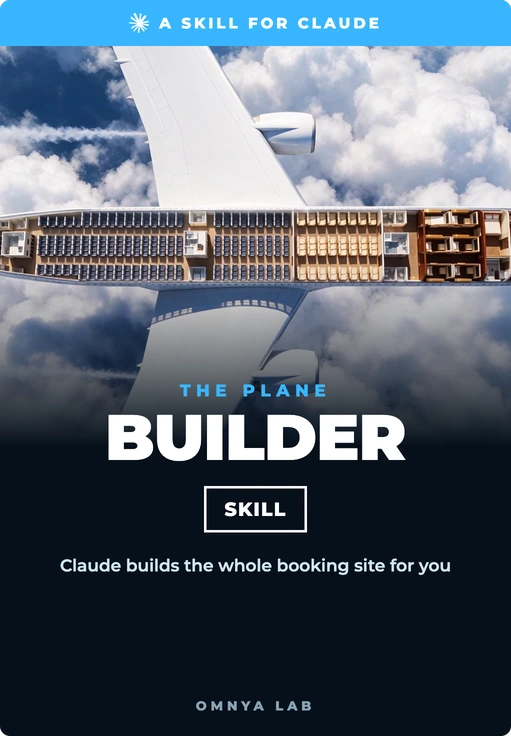 A SKILL FOR CLAUDE
THE PLANE
BUILDER
SKILL
Claude builds the whole booking site for you
OMNYA LAB